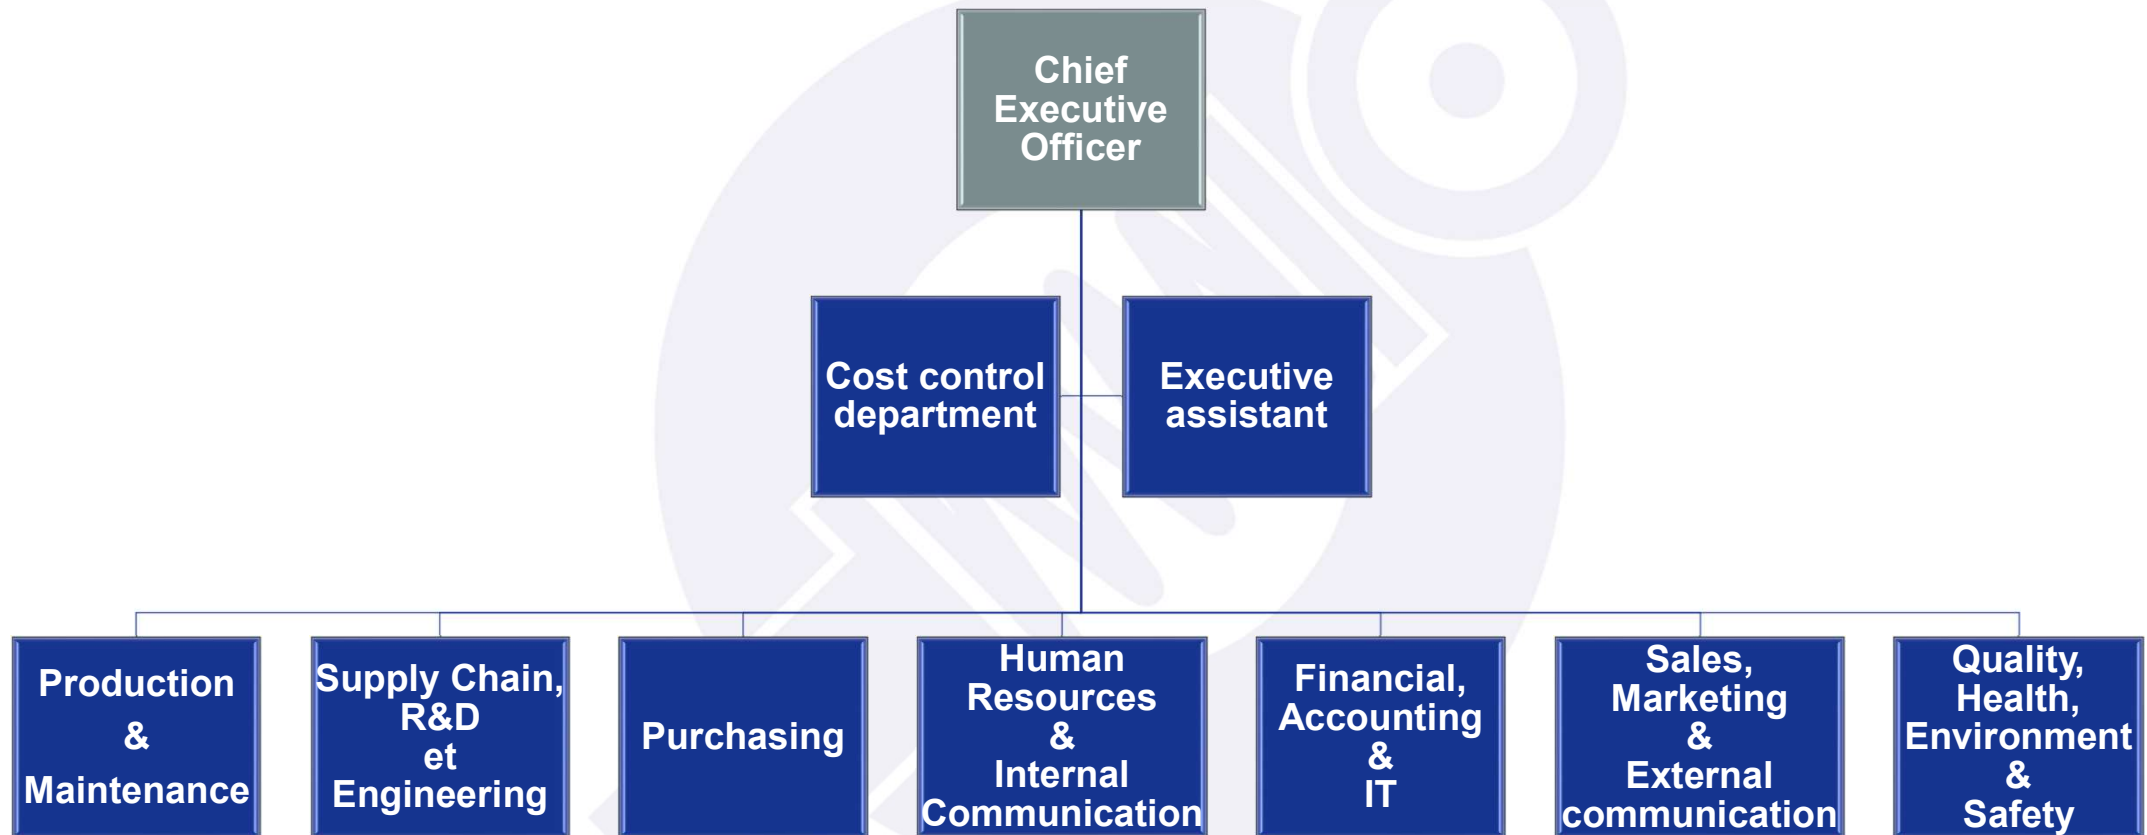 Chief
Executive
Officer
Cost control
department
Executive
assistant
Production
&
Maintenance
Supply Chain,
R&D
et
Engineering
Purchasing
Human
Resources
&
Internal
Communication
Financial,
Accounting
&
IT
Sales,
Marketing
&
External
communication
Quality,
Health,
Environment
&
Safety